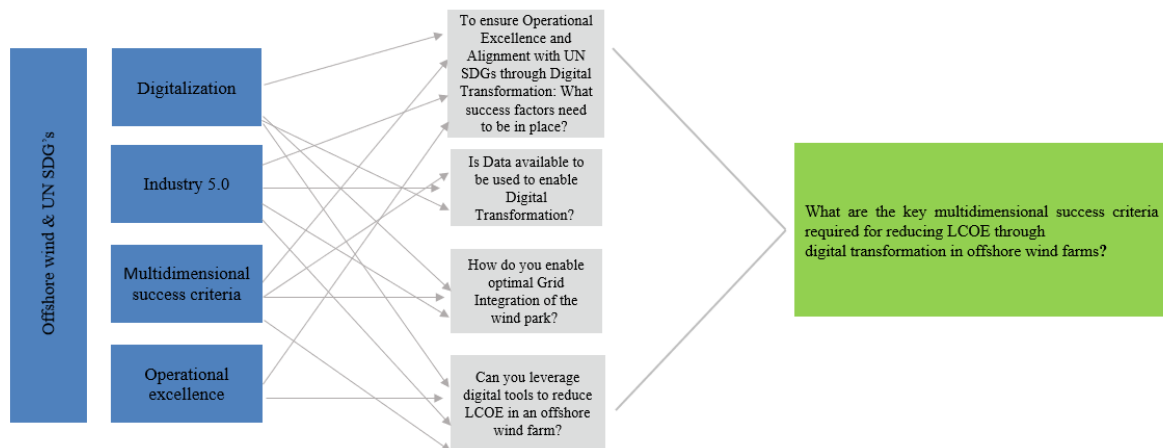 Offshore wind & UN SDG`s
Digitalization
Industry 5.0
Multidimensional
success criteria
Operational
excellence
To ensure Operational
Excellence and
Alignment with UN
SDGs through Digital
Transformation: What
success factors need
to be in place?
Is Data available to
be used to enable
Digital
Transformation?
How do you enable
optimal Grid
Integration of the
wind park?
Can you leverage
digital tools to reduce
LCOE in an offshore
wind farm?
What are the key multidimensional success criteria
required for reducing LCOE through
digital transformation in offshore wind farms?